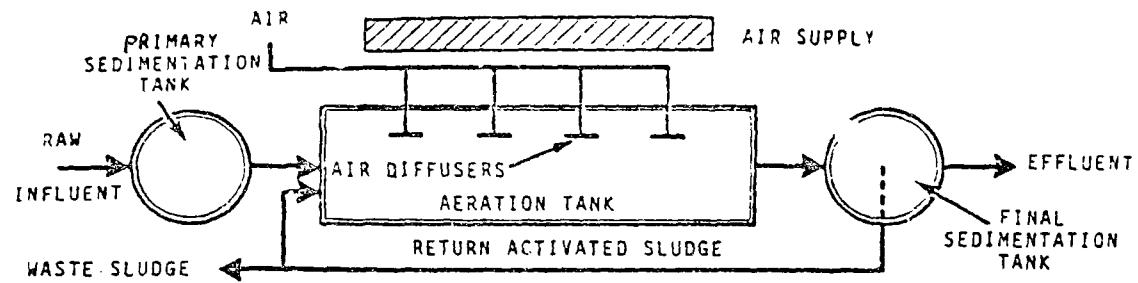 AIR
PRIMARY
SEDIMENTATION
TANK
AIR SUPPLY
RAW
INFLUENT
AIR DIFFUSERS
AERATION TANK
EFFLUENT
FINAL
SEDIMENTATION
TANK
RETURN ACTIVATED SLUDGE
WASTE SLUDGE